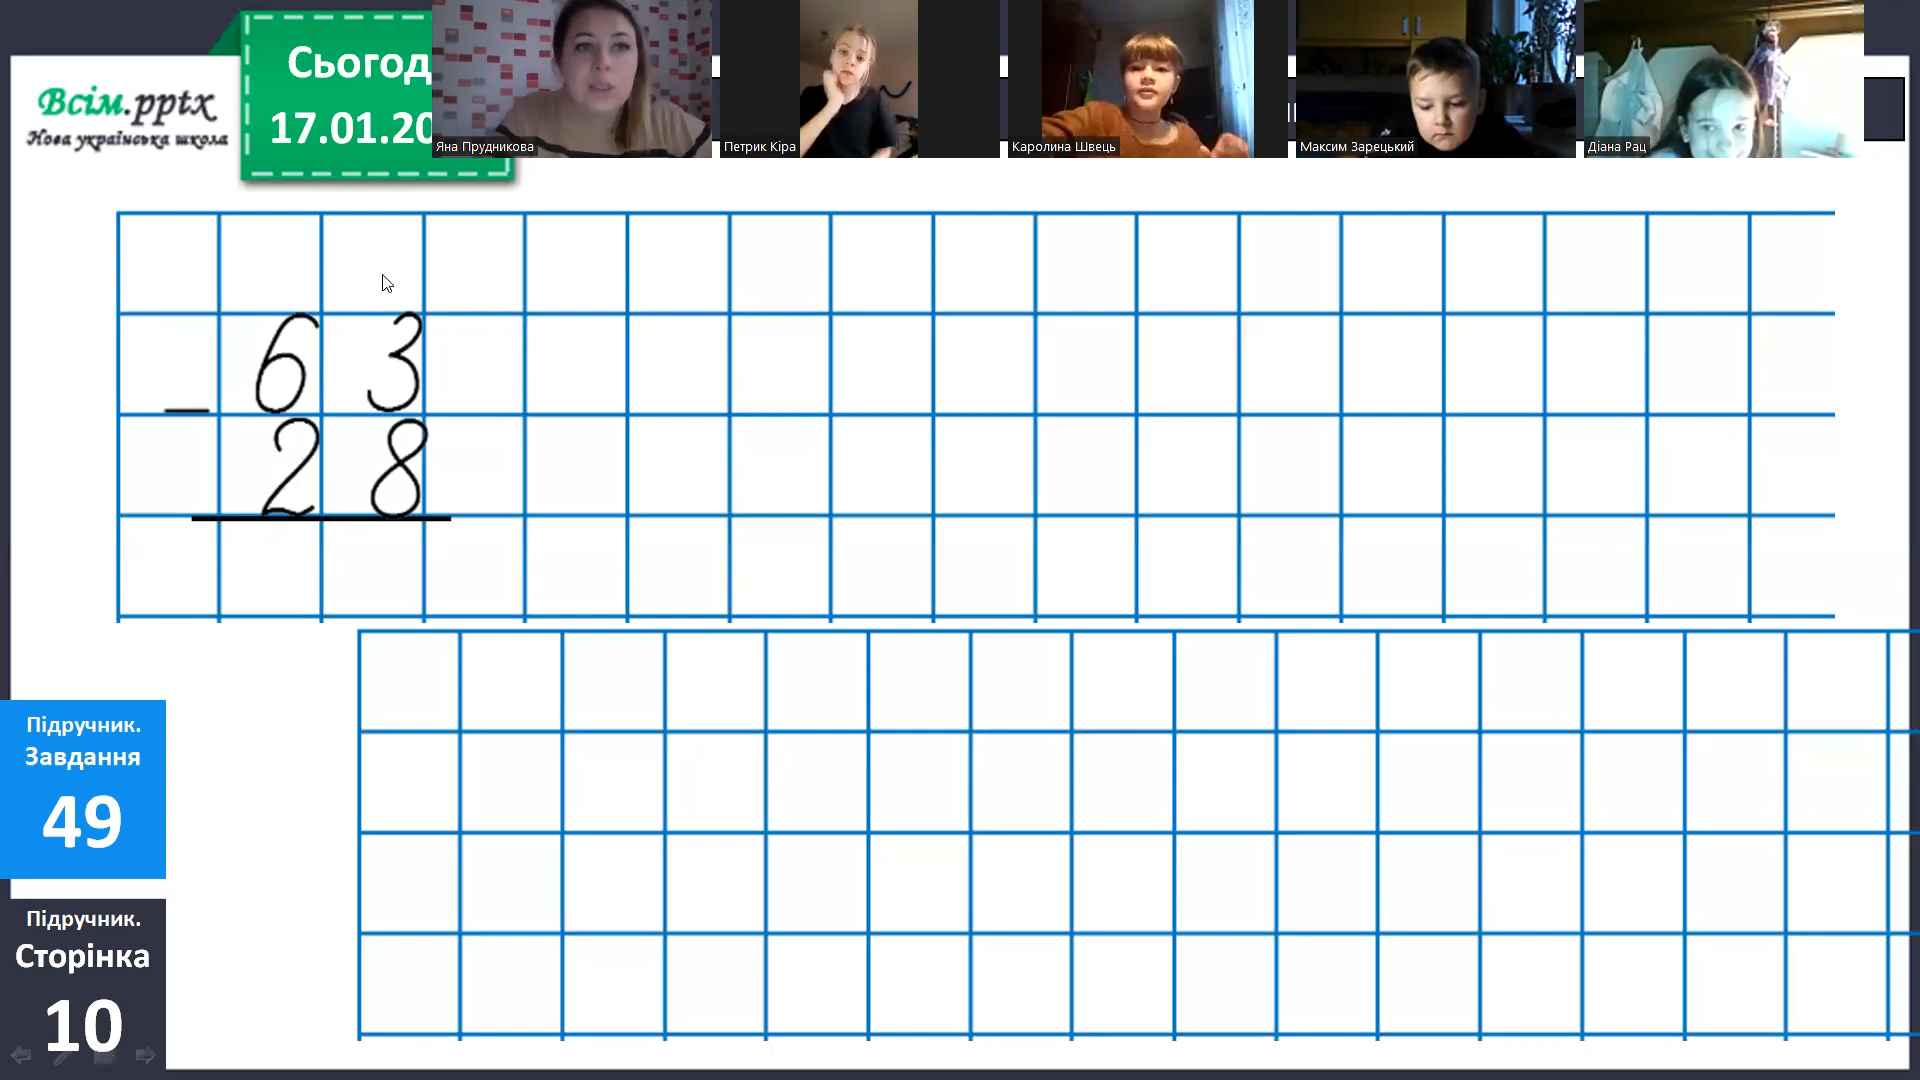 Сьогод
17.01.20
Всім.pptx
Нова українська школа
Яна Прудникова
Петрик Кіра
Каролина Швець
Максим Зарецький
Діана Рац
_ 6 3
2 8
Підручник.
Завдання
49
Підручник.
Сторінка
10